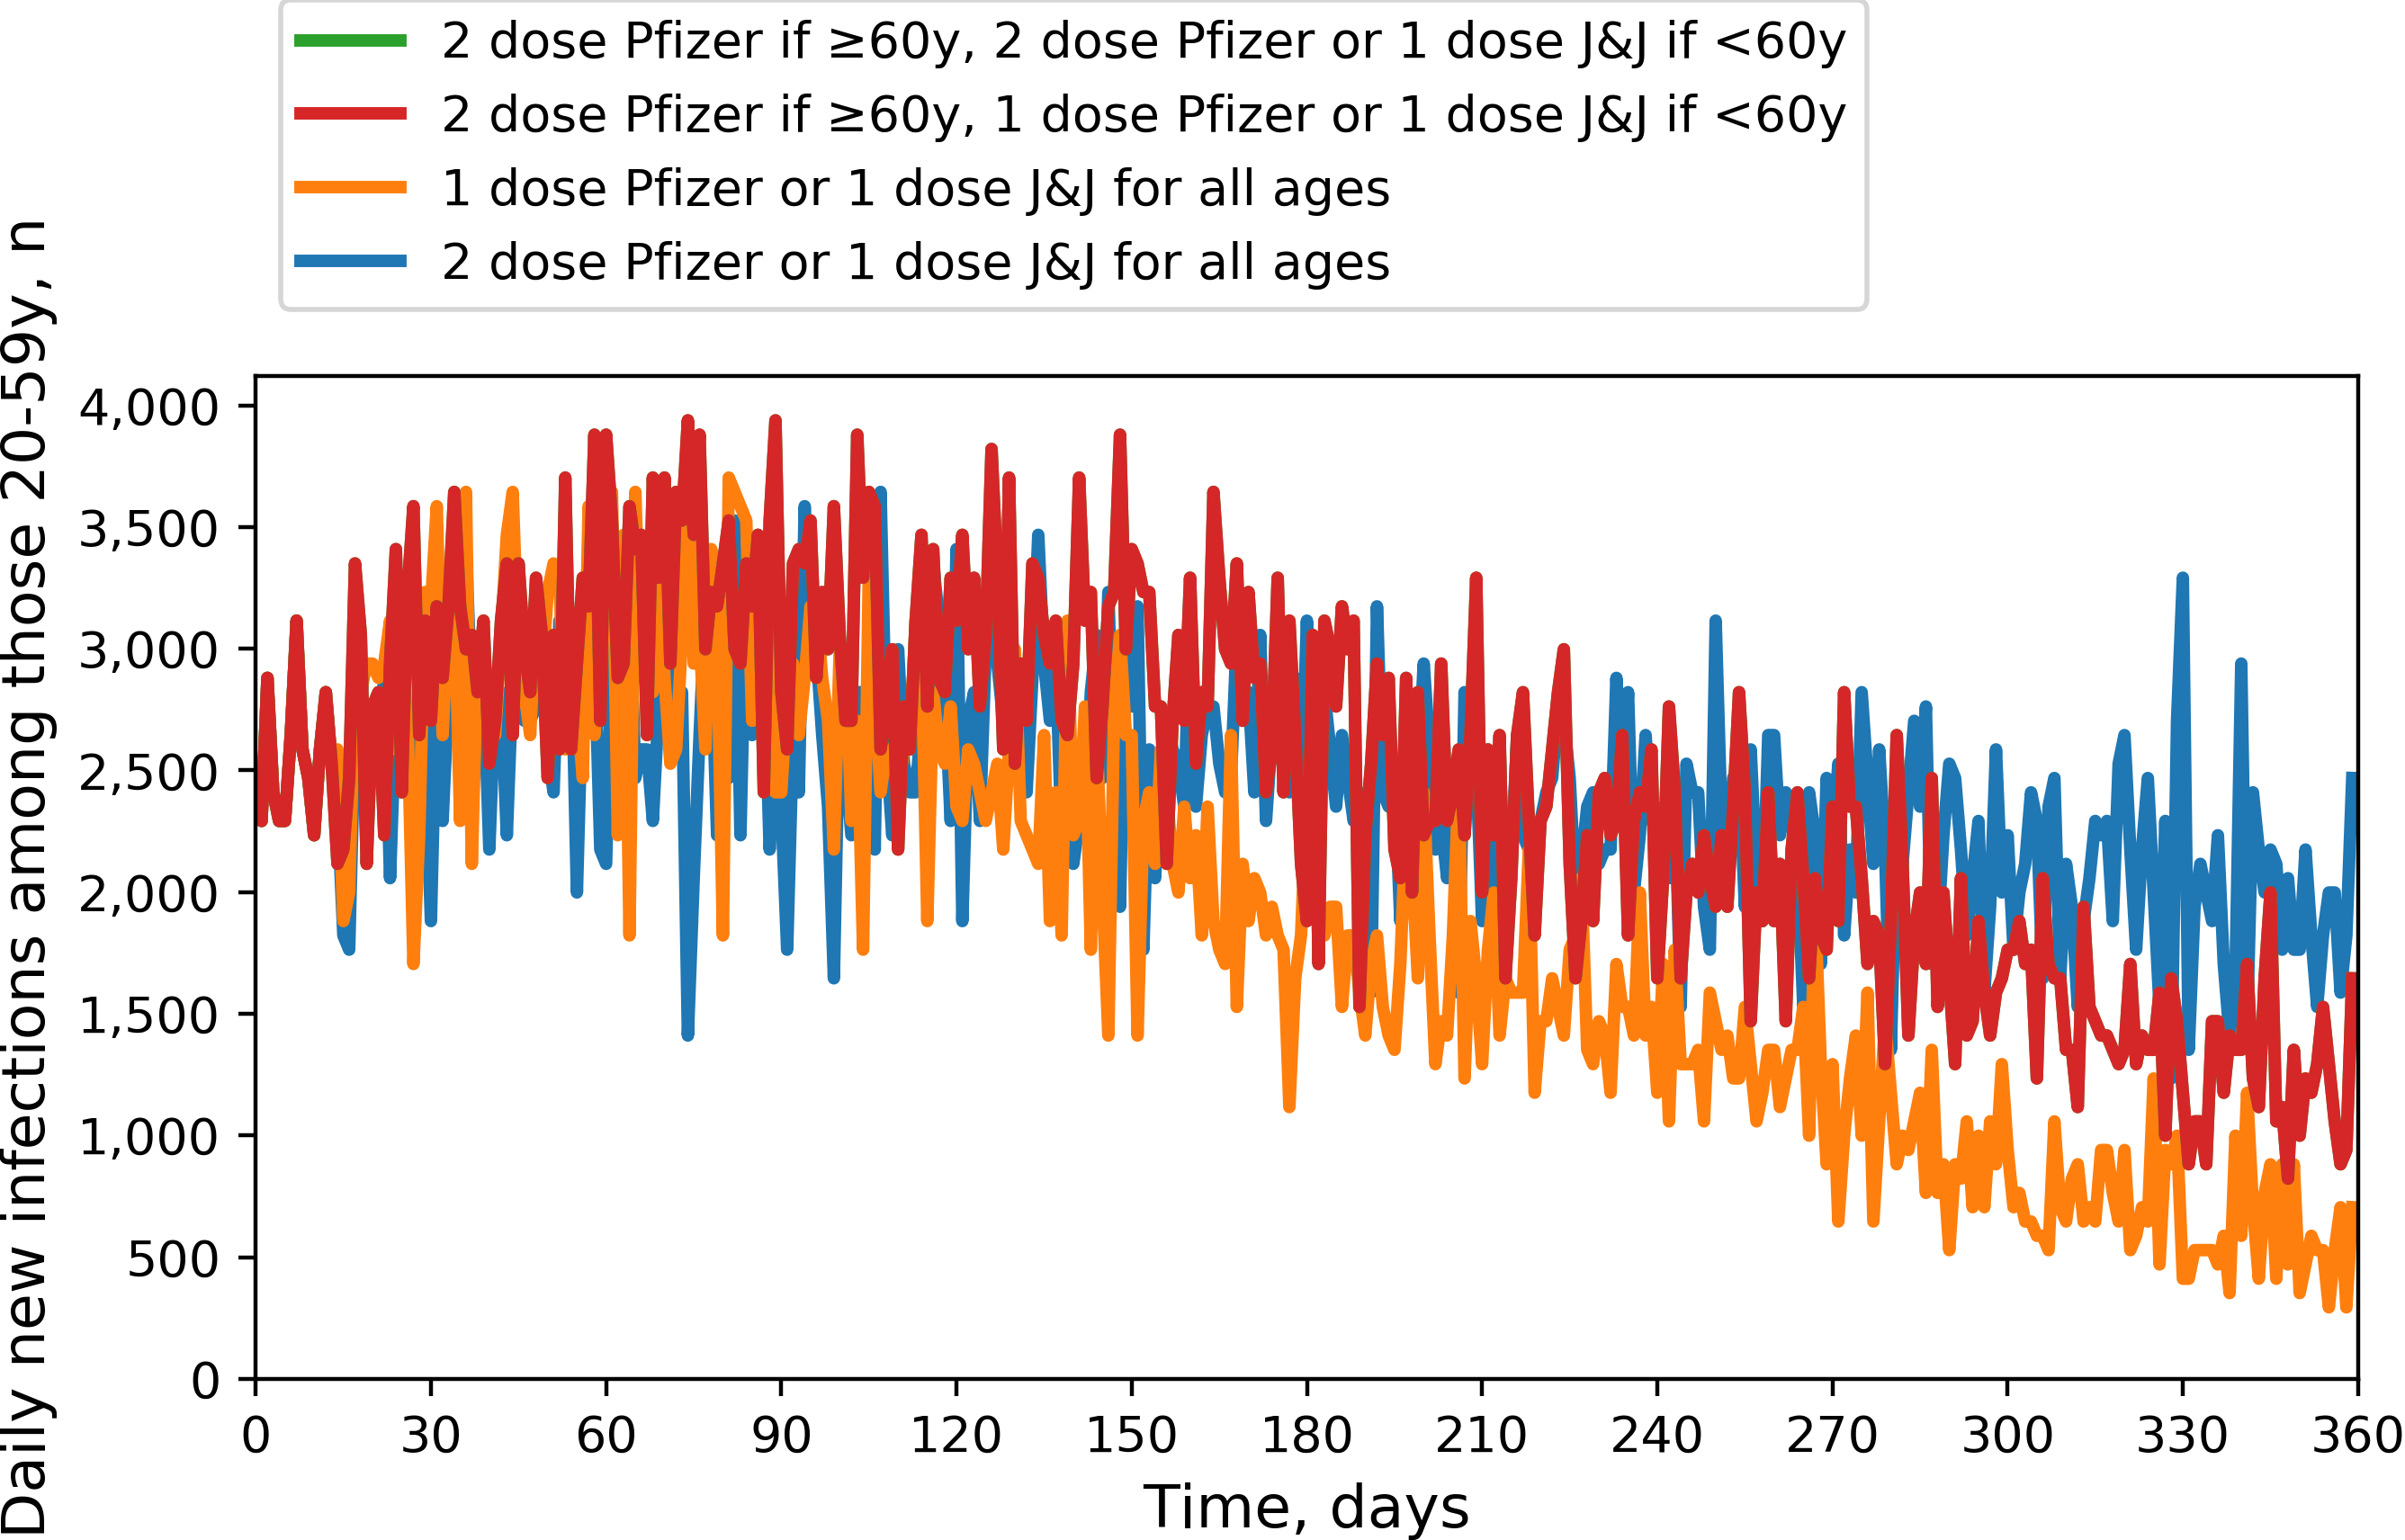 2 dose Pfizer if ≥60y, 2 dose Pfizer or 1 dose J&J if <60y
2 dose Pfizer if ≥60y, 1 dose Pfizer or 1 dose J&J if <60y
1 dose Pfizer or 1 dose J&J for all ages
2 dose Pfizer or 1 dose J&J for all ages
Daily new infections among those 20-59y, n
4,000
3,500
3,000
2,500
2,000
1,500
1,000
500
0
0 30 60 90 120 150 180 210 240 270 300 330 360
Time, days